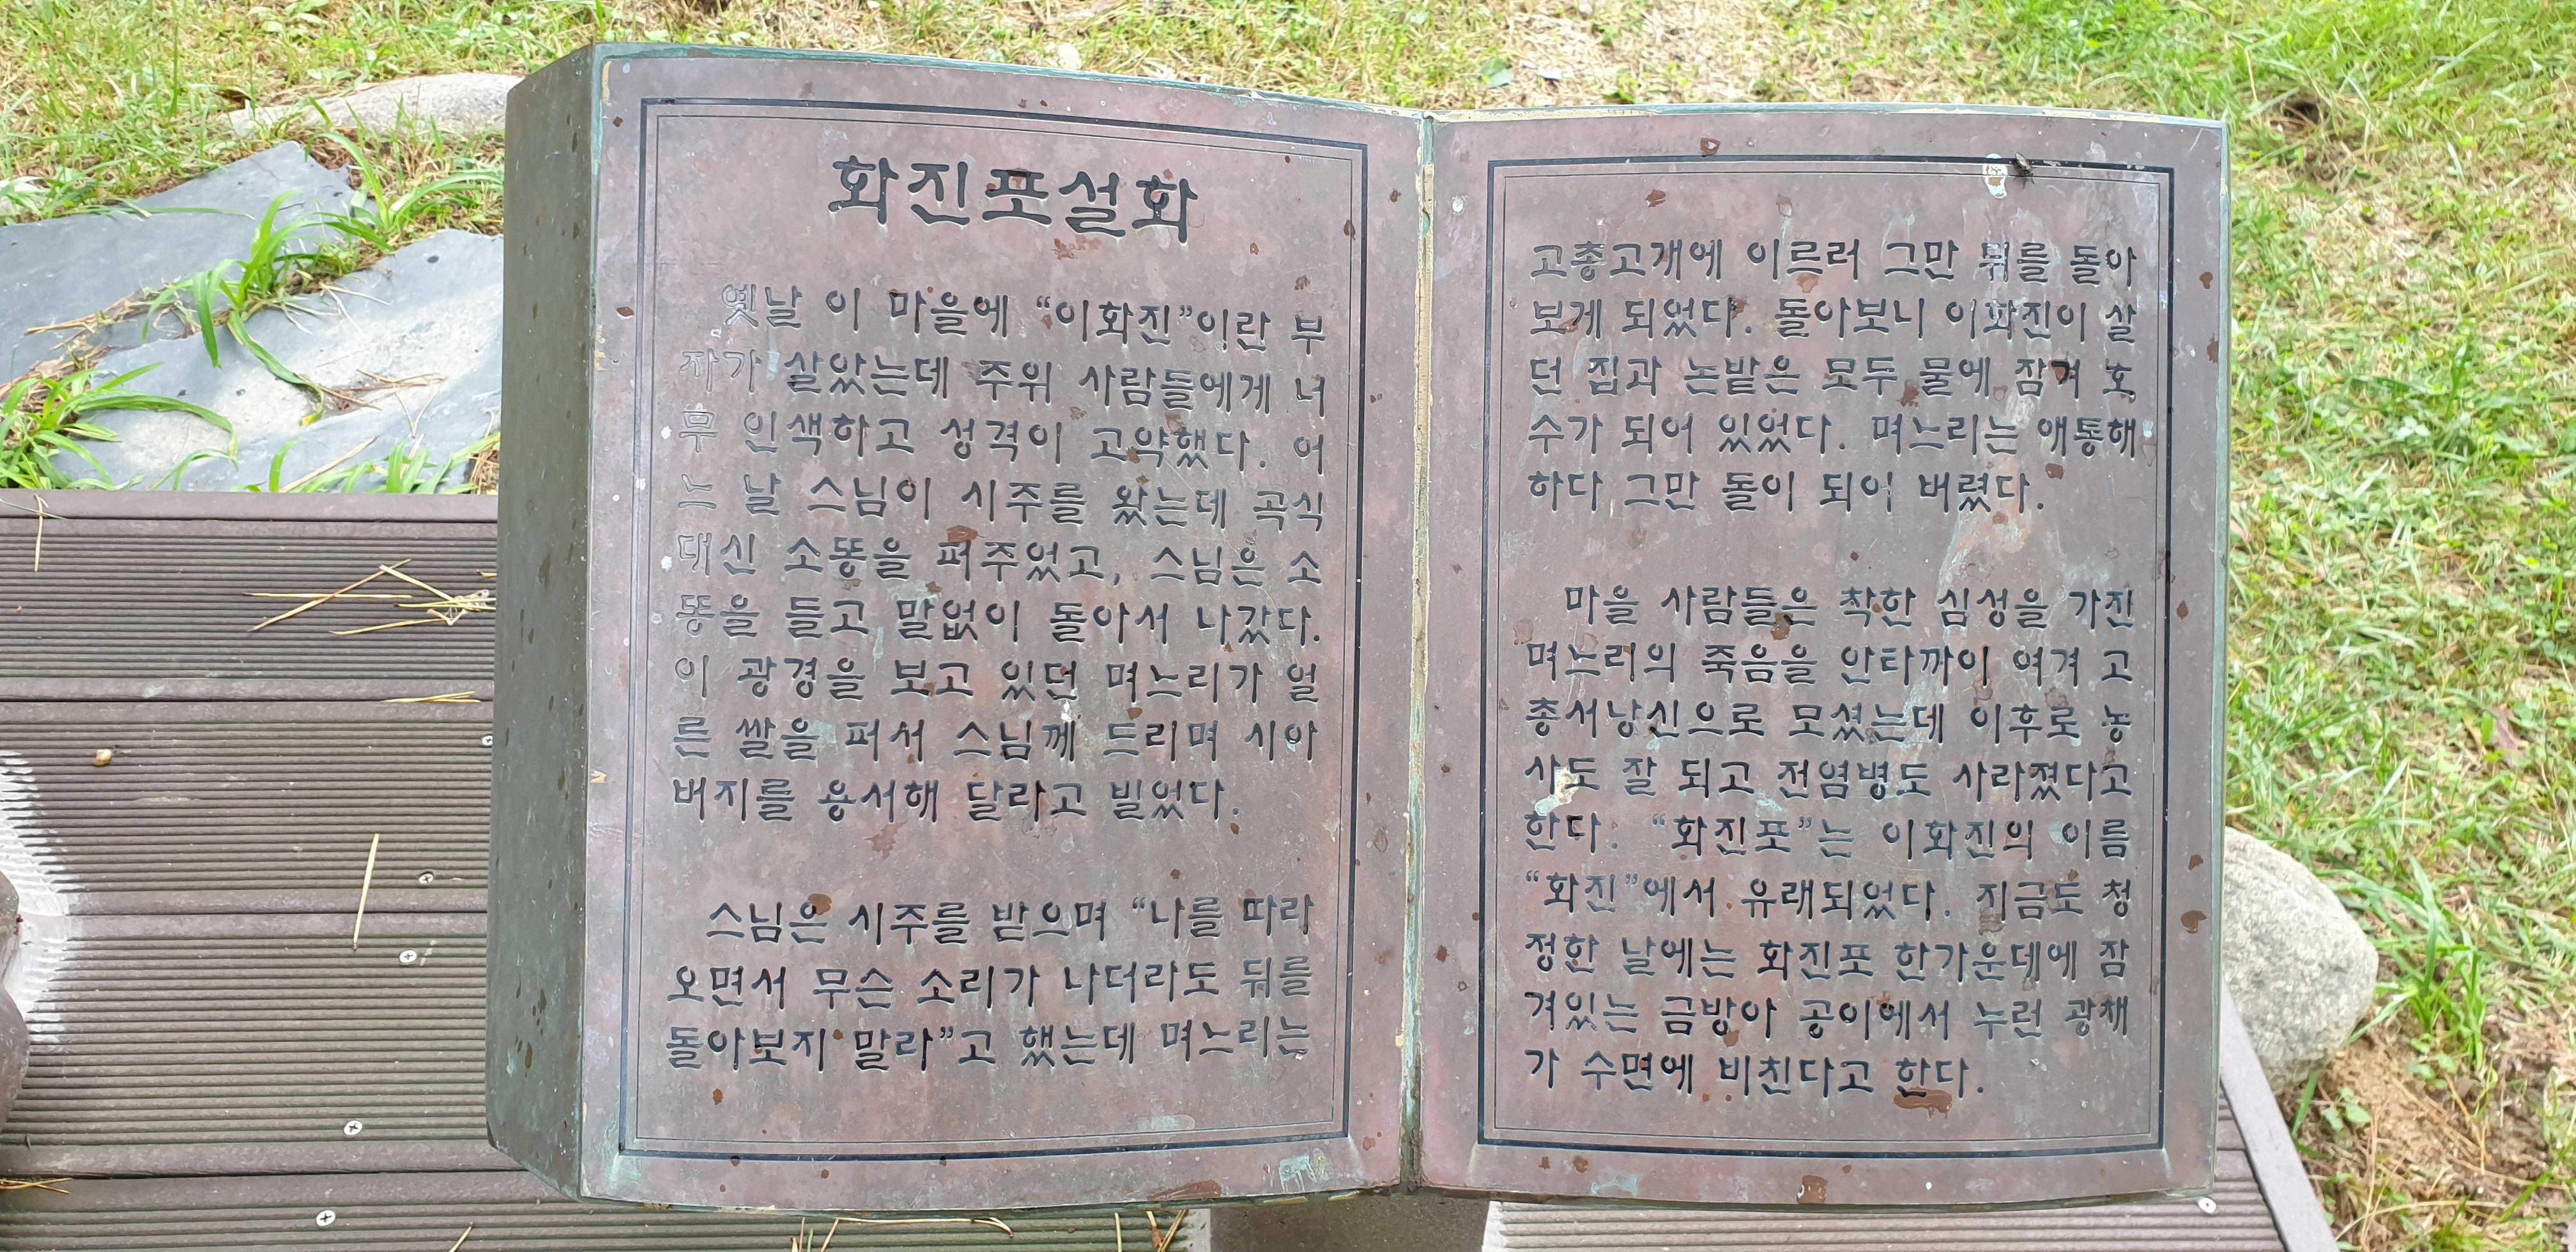 화진포설화
옛날 이 마을에 “이화진”이란 부
자가 살았는데 주위 사람들에게 너
무 인색하고 성격이 고약했다. 어
느 날 스님이 시주를 왔는데 곡식
대신 소똥을 퍼주었고, 스님은 소
똥을 들고 말없이 돌아서 나갔다.
이 광경을 보고 있던 며느리가 얼
른 쌀을 퍼서 스님께 드리며 시아
버지를 용서해 달라고 빌었다.
스님은 시주를 받으며 “나를 따라
오면서 무슨 소리가 나더라도 뒤를
돌아보지 말라”고 했는데 며느리는
고총고개에 이르러 그만 뒤를 돌아
보게 되었다. 돌아보니 이화진이 살
던 집과 논밭은 모두 물에 잠겨 호
수가 되어 있었다. 며느리는 애통해
하다 그만 돌이 되어 버렸다.
마을 사람들은 착한 심성을 가진
며느리의 죽음을 안타까이 여겨 고
총서낭신으로 모셨는데 이후로 농
사도 잘 되고 전염병도 사라졌다고
한다. “화진포”는 이화진의 이름
“화진”에서 유래되었다. 지금도 청
정한 날에는 화진포 한가운데에 잠
겨있는 금방아 공이에서 누런 광채
가 수면에 비친다고 한다.